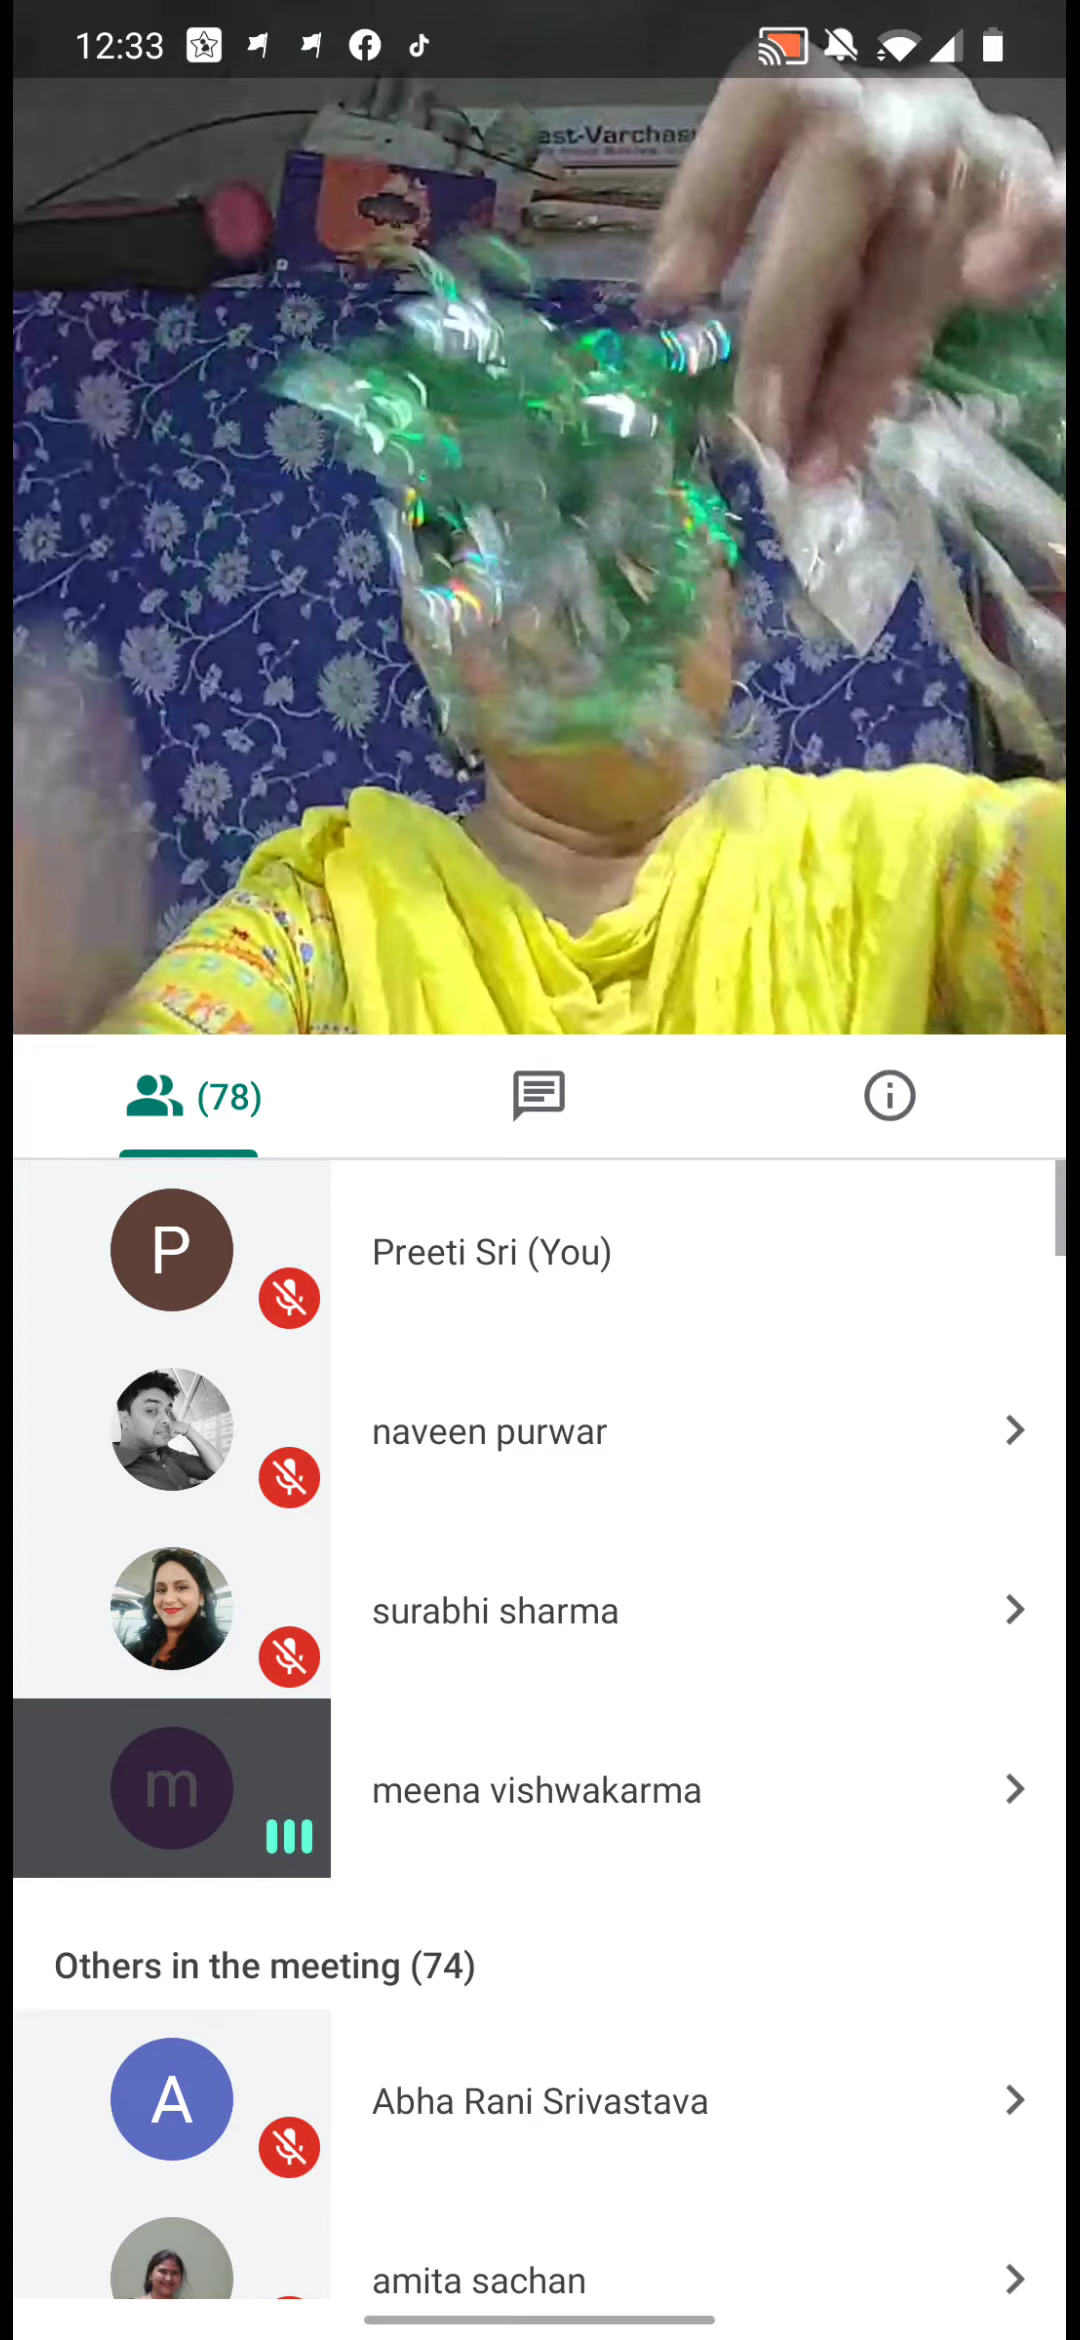 12:33
ast-Varchas
(78)
P
Preeti Sri (You)
naveen purwar
surabhi sharma
m
meena vishwakarma
Others in the meeting (74)
A
Abha Rani Srivastava
amita sachan